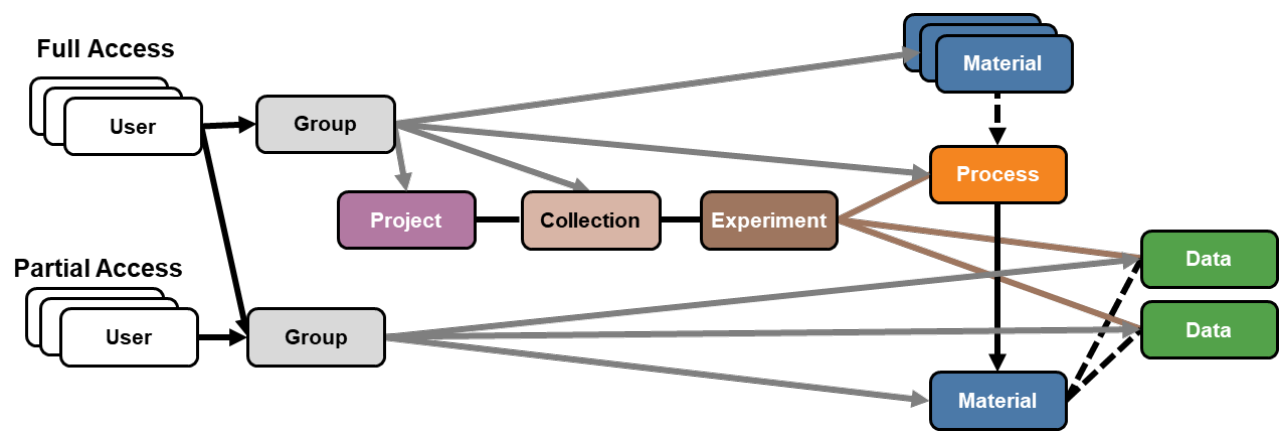 Full Access
Material
User
Group
Process
Project
Collection
Experiment
Data
Partial Access
User
Group
Data
Material